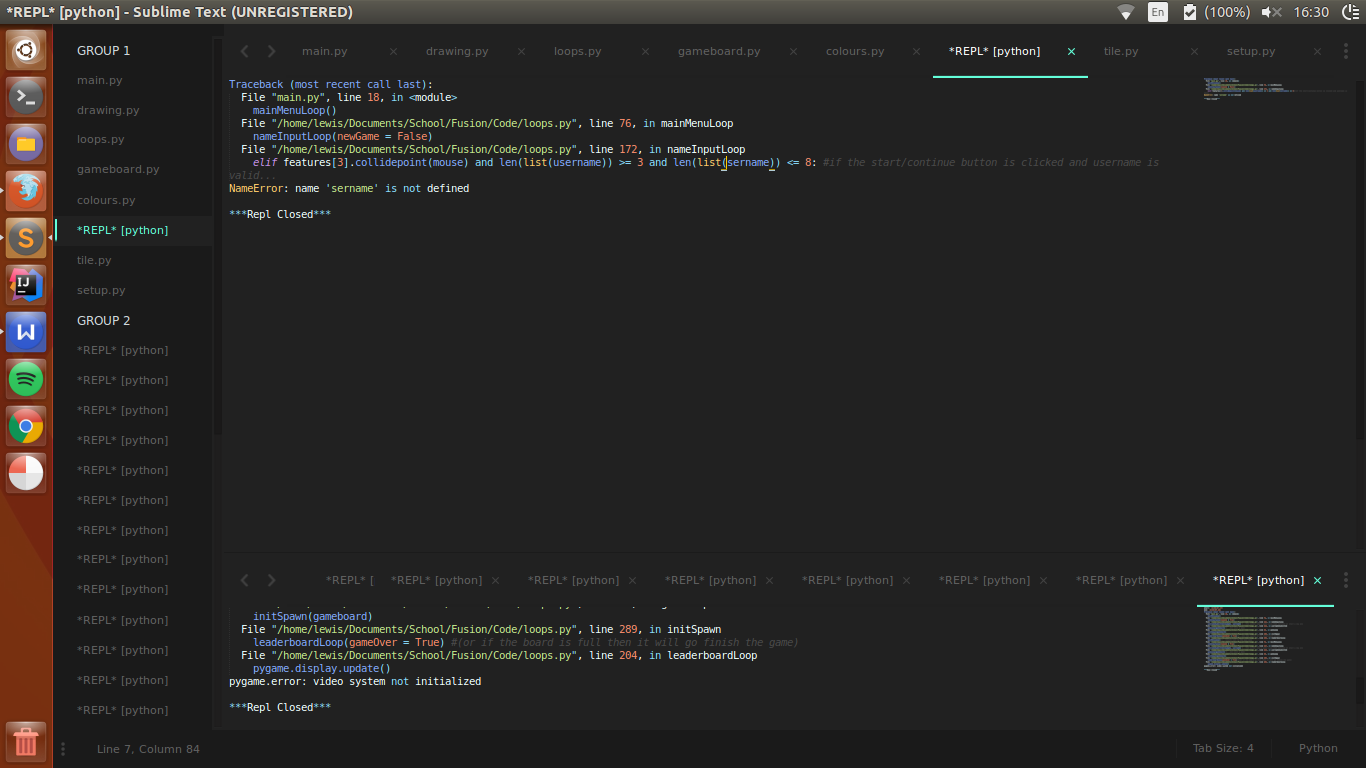 *REPL* [python] - Sublime Text (UNREGISTERED)
En
(100%)
16:30
GROUP 1
main.py
drawing.py
loops.py
gameboard.py
colours.py
*REPL* [python]
tile.py
setup.py
GROUP 2
*REPL* [python]
*REPL* [python]
*REPL* [python]
*REPL* [python]
*REPL* [python]
*REPL* [python]
*REPL* [python]
*REPL* [python]
*REPL* [python]
*REPL* [python]
*REPL* [python]
*REPL* [python]
*REPL* [python]
main.py
drawing.py
loops.py
gameboard.py
colours.py
*REPL* [python]
tile.py
setup.py
Traceback (most recent call last):
File "main.py", line 18, in <module>
mainMenuLoop()
File "/home/lewis/Documents/School/Fusion/Code/loops.py", line 76, in mainMenuLoop
nameInputLoop(newGame = False)
File "/home/lewis/Documents/School/Fusion/Code/loops.py", line 172, in nameInputLoop
elif features[3].collidepoint(mouse) and len(list(username)) >= 3 and len(list(sername)) <= 8: #if the start/continue button is clicked and username is
valid...
NameError: name 'sername' is not defined
***Repl Closed***
*REPL* [
*REPL* [python]
*REPL* [python]
*REPL* [python]
*REPL* [python]
*REPL* [python]
*REPL* [python]
*REPL* [python]
initSpawn(gameboard)
File "/home/lewis/Documents/School/Fusion/Code/loops.py", line 289, in initSpawn
leaderboardLoop(gameOver = True) #(or if the board is full then it will go finish the game)
File "/home/lewis/Documents/School/Fusion/Code/loops.py", line 204, in leaderboardLoop
pygame.display.update()
pygame.error: video system not initialized
***Repl Closed***
Line 7, Column 84
Tab Size: 4
Python
S
IJ
W